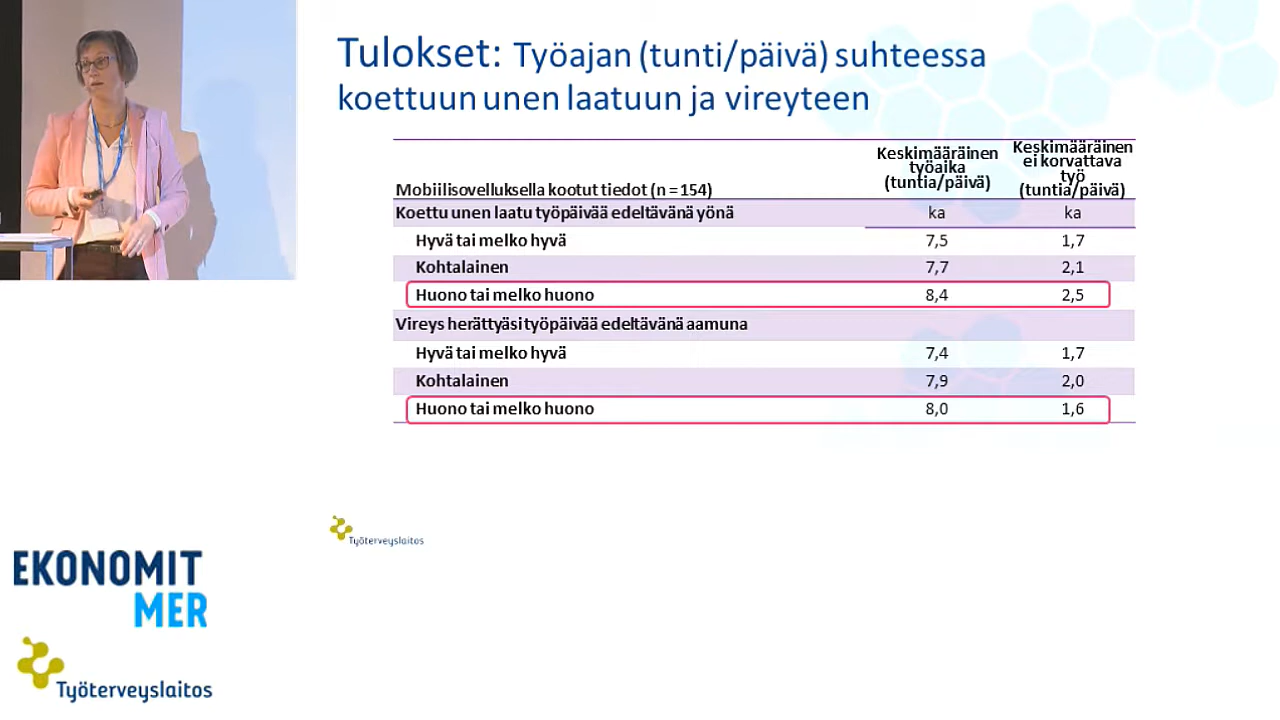 Tulokset: Työajan (tunti/päivä) suhteessa
koettuun unen laatuun ja vireyteen
Mobiilisovelluksella kootut tiedot (n = 154)
Keskimääräinen
työaika
(tuntia/päivä)
Keskimääräinen
ei korvattava
työ
(tuntia/päivä)
Koettu unen laatu työpäivää edeltävänä yönä ka ka
Hyvä tai melko hyvä 7,5 1,7
Kohtalainen 7,7 2,1
Huono tai melko huono 8,4 2,5
Vireys herättyäsi työpäivää edeltävänä aamuna
Hyvä tai melko hyvä 7,4 1,7
Kohtalainen 7,9 2,0
Huono tai melko huono 8,0 1,6
Työterveyslaitos
EKONOMIT
MER
Työterveyslaitos